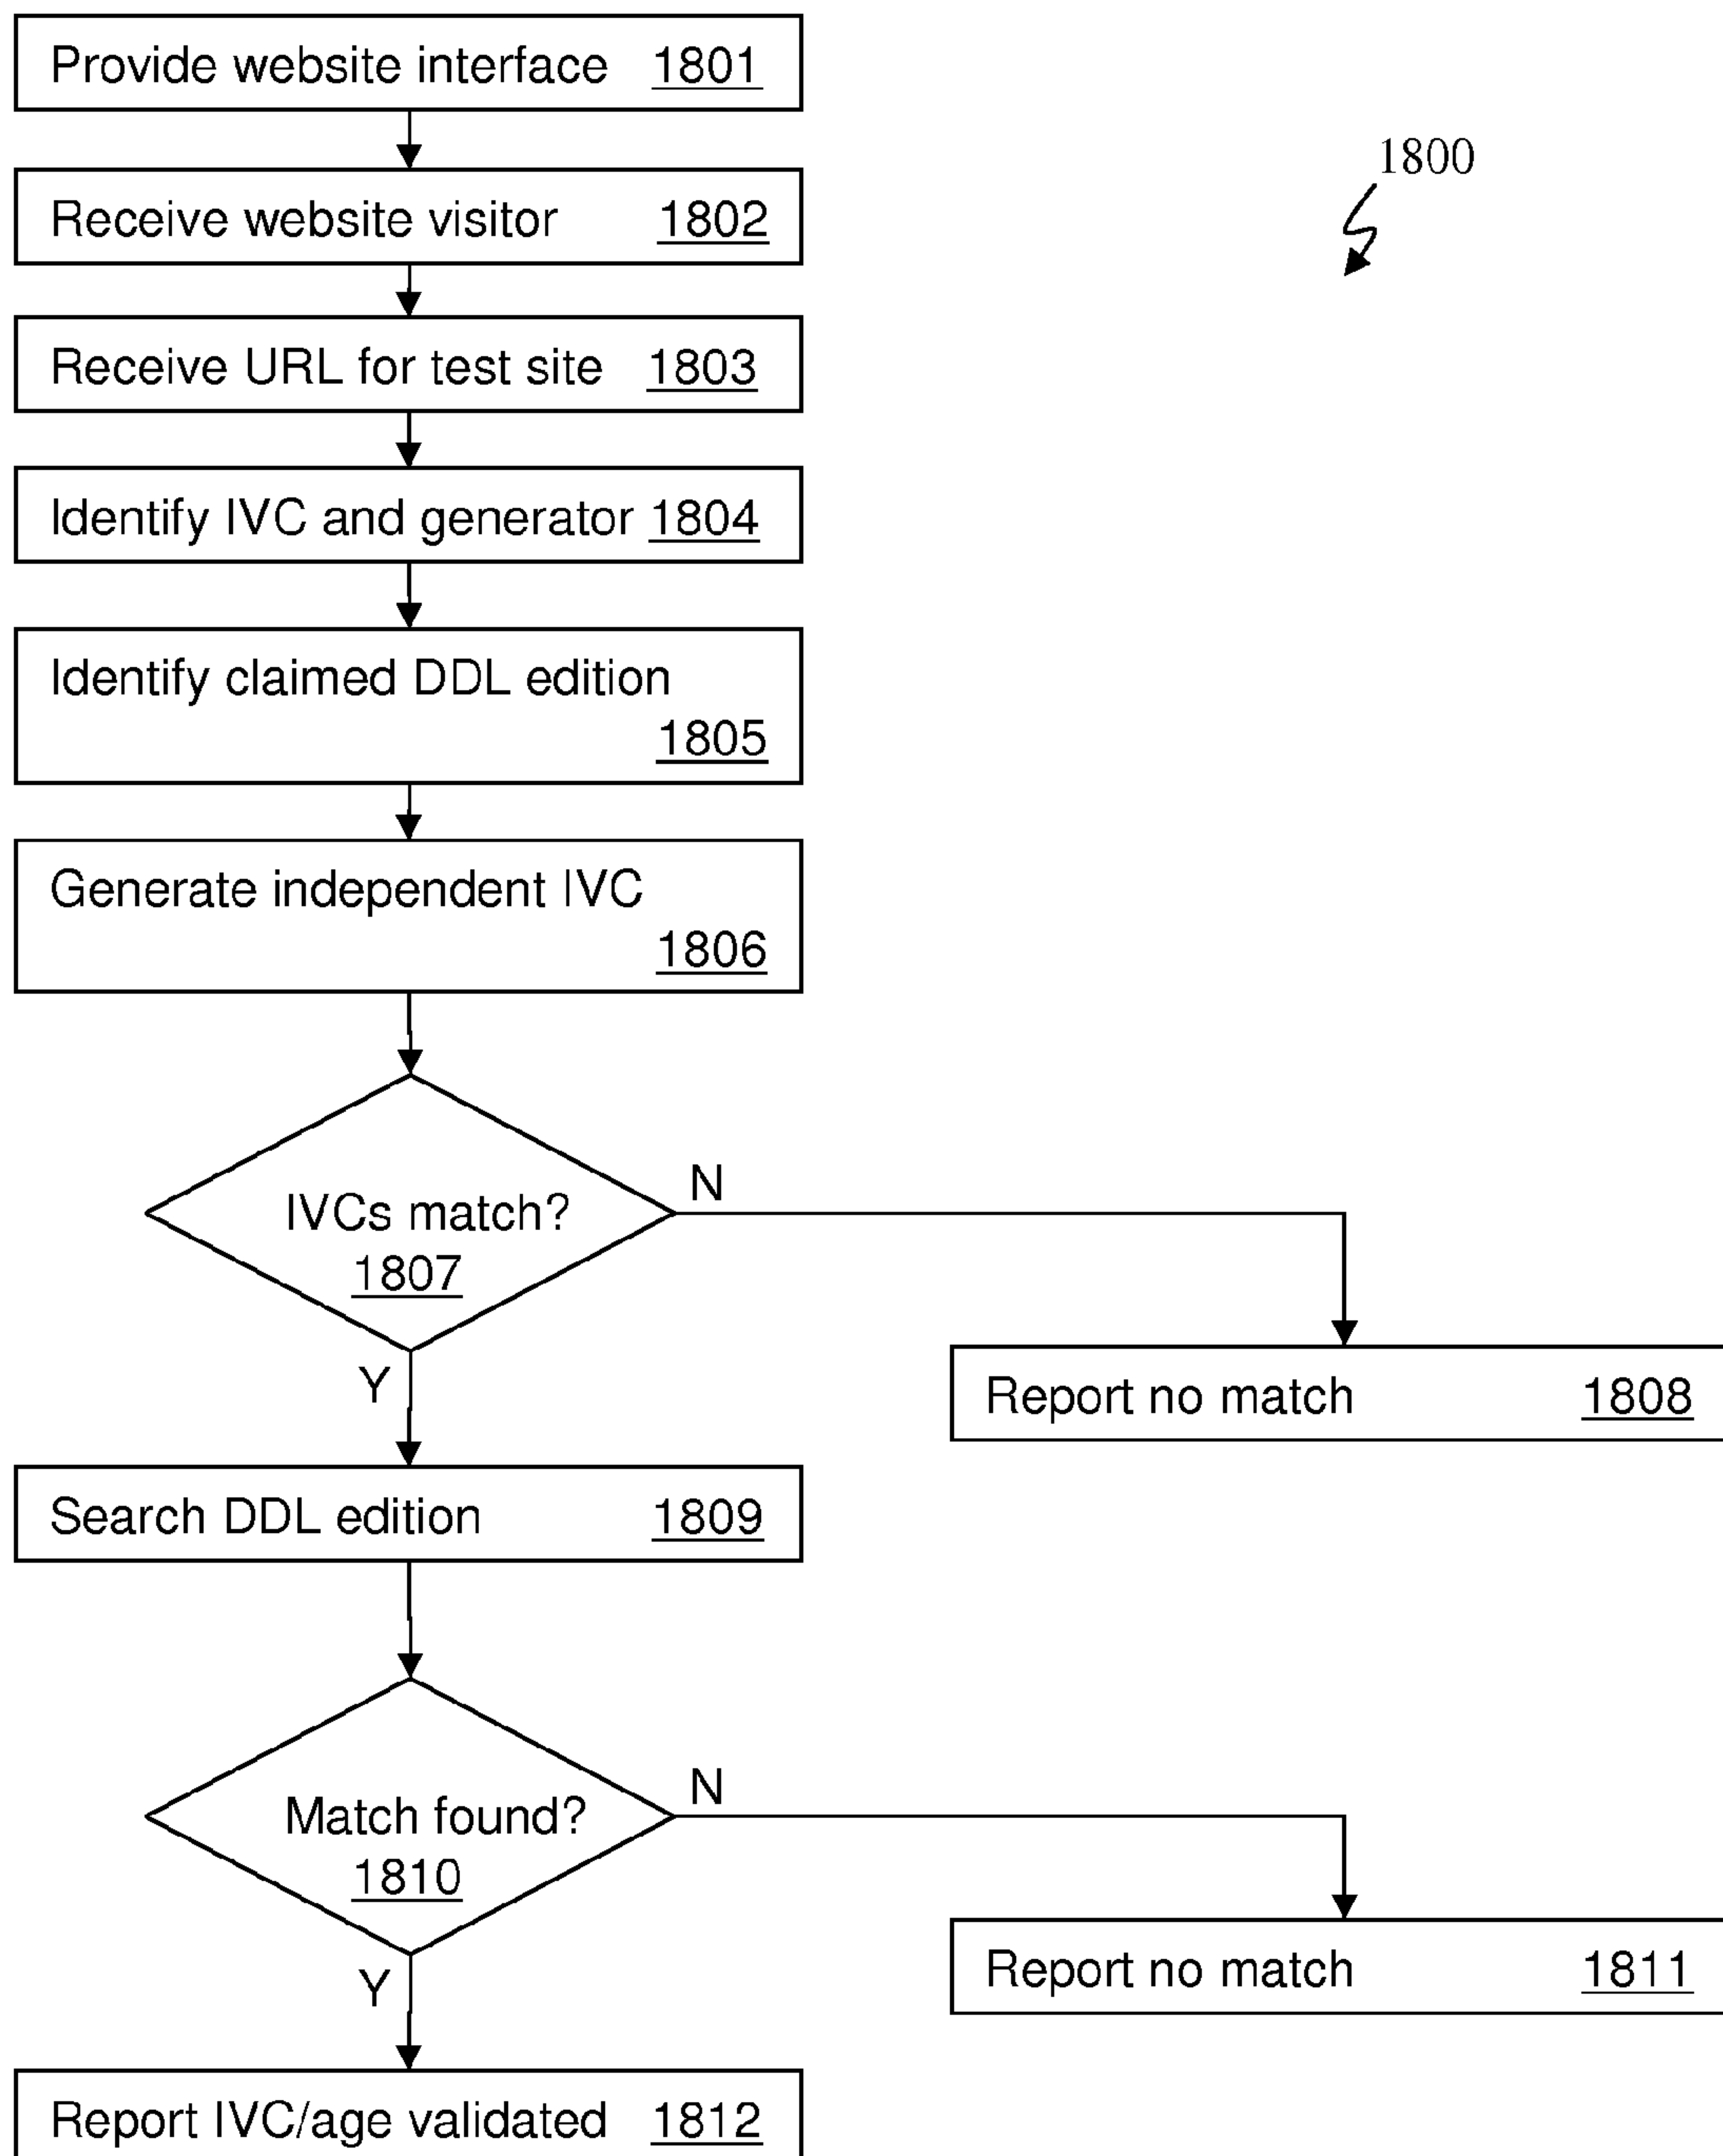 Provide website interface 1801
1800
Receive website visitor 1802
Receive URL for test site 1803
Identify IVC and generator 1804
Identify claimed DDL edition
1805
Generate independent IVC
1806
N
IVCs match?
1807
Y
Report no match 1808
Search DDL edition 1809
N
Match found?
1810
Y
Report no match 1811
Report IVC/age validated 1812